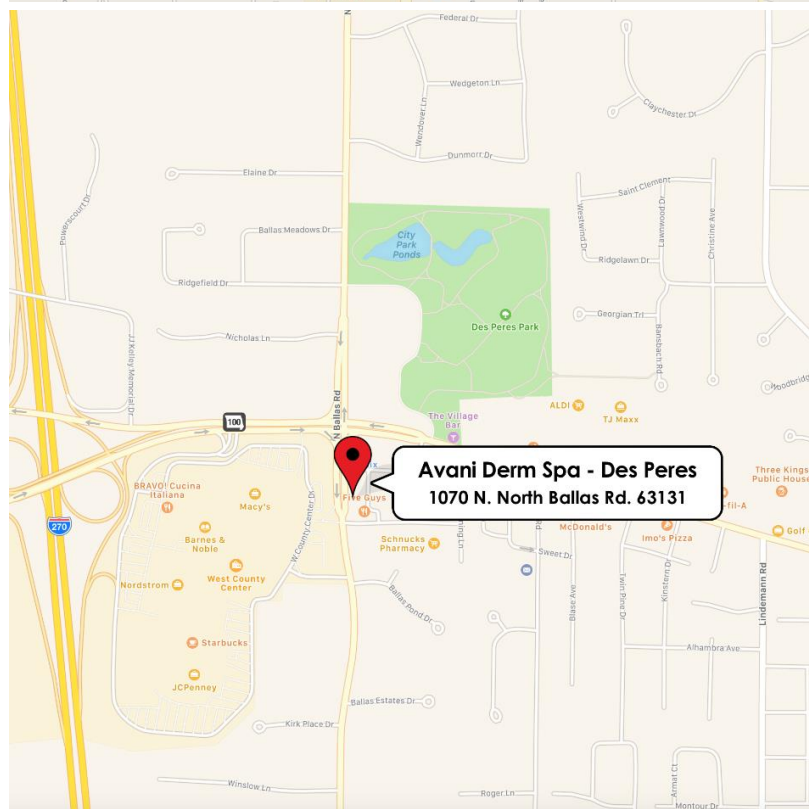 N
Federal Dr
Wedgeton Ln
Wendover Ln
Claychester Dr
Dunmorr Dr
Elaine Dr
Powerscourt Dr
Saint Clement
Westwind Dr
Lawnwood Dr
Christine Ave
Ballas Meadows Dr
City
Park
Ponds
Ridgelawn Dr
Ridgefield Dr
Georgian Trl
Des Peres Park
Nicholas Ln
JJ Kelley Memorial Dr
Bansbach Rd
Woodbridge
N Ballas Rd
100
ALDI
TJ Maxx
The Village
Bar
Avani Derm Spa - Des Peres
1070 N. North Ballas Rd. 63131
BRAVO! Cucina
Italiana
Macy's
W County Center Dr
Five Guys
Three Kings
Public House
fil-A
McDonald's
Imo's Pizza
Golf
270
Barnes &
Noble
Schnucks
Pharmacy
Sweet Dr
West County
Center
Nordstrom
Ballas Pond Dr
Blase Ave
Twin Pine Dr
Kinstern Dr
Lindemann Rd
Starbucks
Alhambra Ave
JCPenney
Ballas Estates Dr
Kirk Place Dr
Winslow Ln
Roger Ln
Armat Ct
Montour Dr